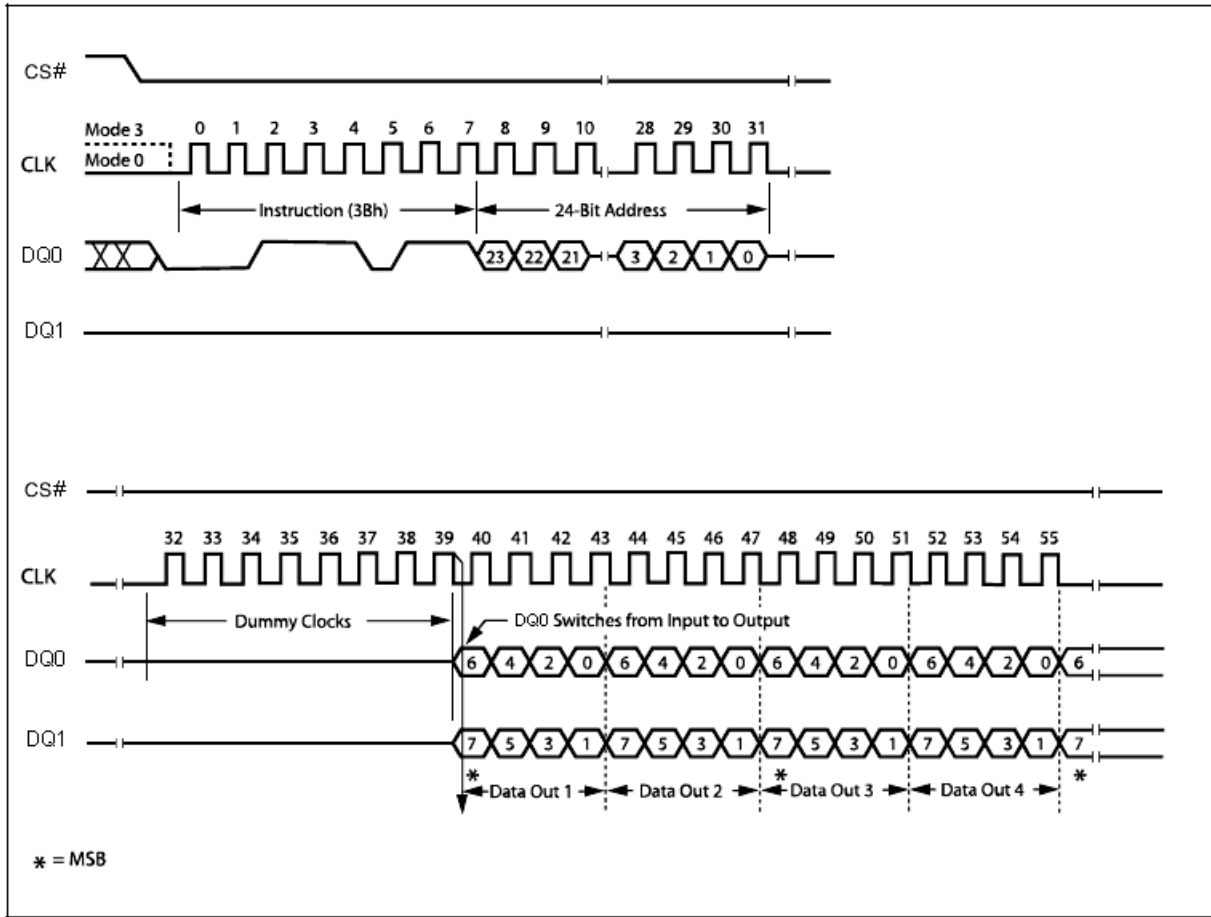 CS#
Mode 3
0 1 2 3 4 5 6 7 8 9 10 28 29 30 31
CLK
Mode 0
Instruction (3Bh)
24-Bit Address
DQ0
23 22 21 3 2 1 0
DQ1
CS#
32 33 34 35 36 37 38 39 40 41 42 43 44 45 46 47 48 49 50 51 52 53 54 55
CLK
Dummy Clocks
DQ0 Switches from Input to Output
DQ0
6 4 2 0 6 4 2 0 6 4 2 0 6 4 2 0 6
DQ1
7 5 3 1 7 5 3 1 7 5 3 1 7 5 3 1 7
* * *
Data Out 1 Data Out 2 Data Out 3 Data Out 4
* = MSB